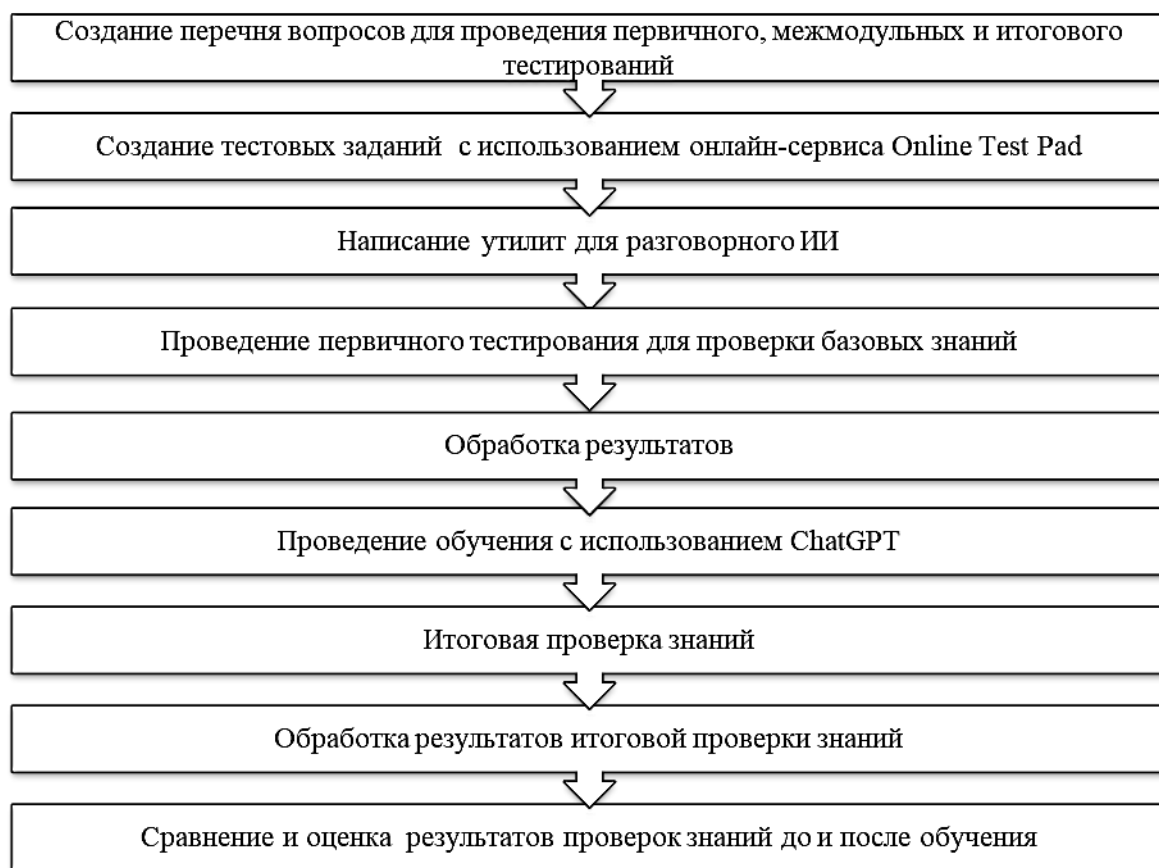 Создание перечня вопросов для проведения первичного, межмодульных и итогового
тестирований
Создание тестовых заданий с использованием онлайн-сервиса Online Test Pad
Написание утилит для разговорного ИИ
Проведение первичного тестирования для проверки базовых знаний
Обработка результатов
Проведение обучения с использованием ChatGPT
Итоговая проверка знаний
Обработка результатов итоговой проверки знаний
Сравнение и оценка результатов проверок знаний до и после обучения